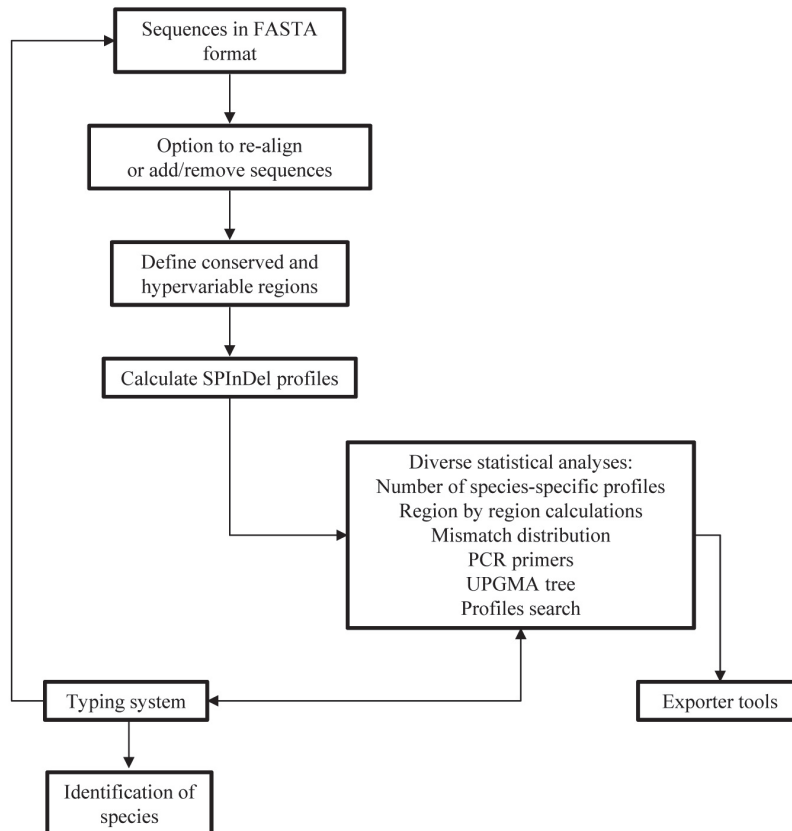 Sequences in FASTA
format
Option to re-align
or add/remove sequences
Define conserved and
hypervariable regions
Calculate SPInDel profiles
Diverse statistical analyses:
Number of species-specific profiles
Region by region calculations
Mismatch distribution
PCR primers
UPGMA tree
Profiles search
Typing system
Exporter tools
Identification of
species